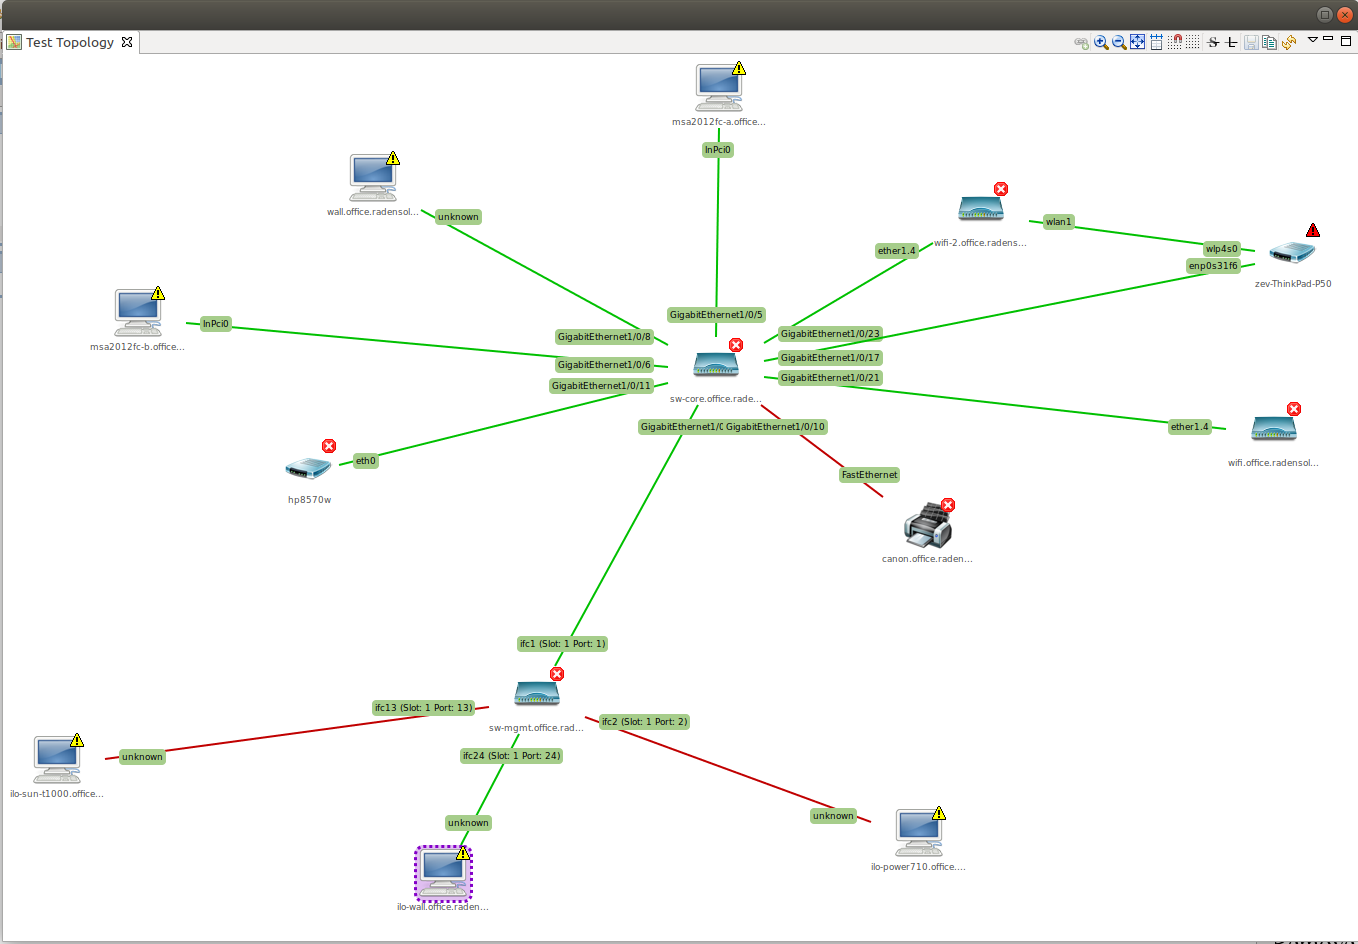 Test Topology
msa2012fc-a.office...
InPci0
wall.office.radensol...
unknown
wifi-2.office.radens...
wlan1
ether1.4
wlp4s0
enp0s31f6
zev-ThinkPad-P50
msa2012fc-b.office...
InPci0
GigabitEthernet1/0/5
GigabitEthernet1/0/8
GigabitEthernet1/0/23
GigabitEthernet1/0/6
GigabitEthernet1/0/17
GigabitEthernet1/0/11
GigabitEthernet1/0/21
sw-core.office.rade...
GigabitEthernet1/0
GigabitEthernet1/0/10
ether1.4
wifi.office.radensol...
eth0
hp8570w
FastEthernet
canon.office.raden...
ifc1 (Slot: 1 Port: 1)
sw-mgmt.office.rad...
ifc13 (Slot: 1 Port: 13)
ifc2 (Slot: 1 Port: 2)
ifc24 (Slot: 1 Port: 24)
unknown
ilo-sun-t1000.office...
unknown
unknown
ilo-power710.office....
ilo-wall.office.raden...